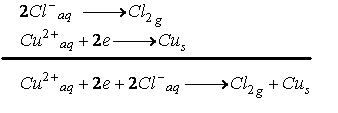 2Cl⁻aq ⟶Cl₂g
Cu²⁺aq + 2e⟶Cuₛ
Cu²⁺aq + 2e + 2Cl⁻aq ⟶Cl₂g + Cuₛ